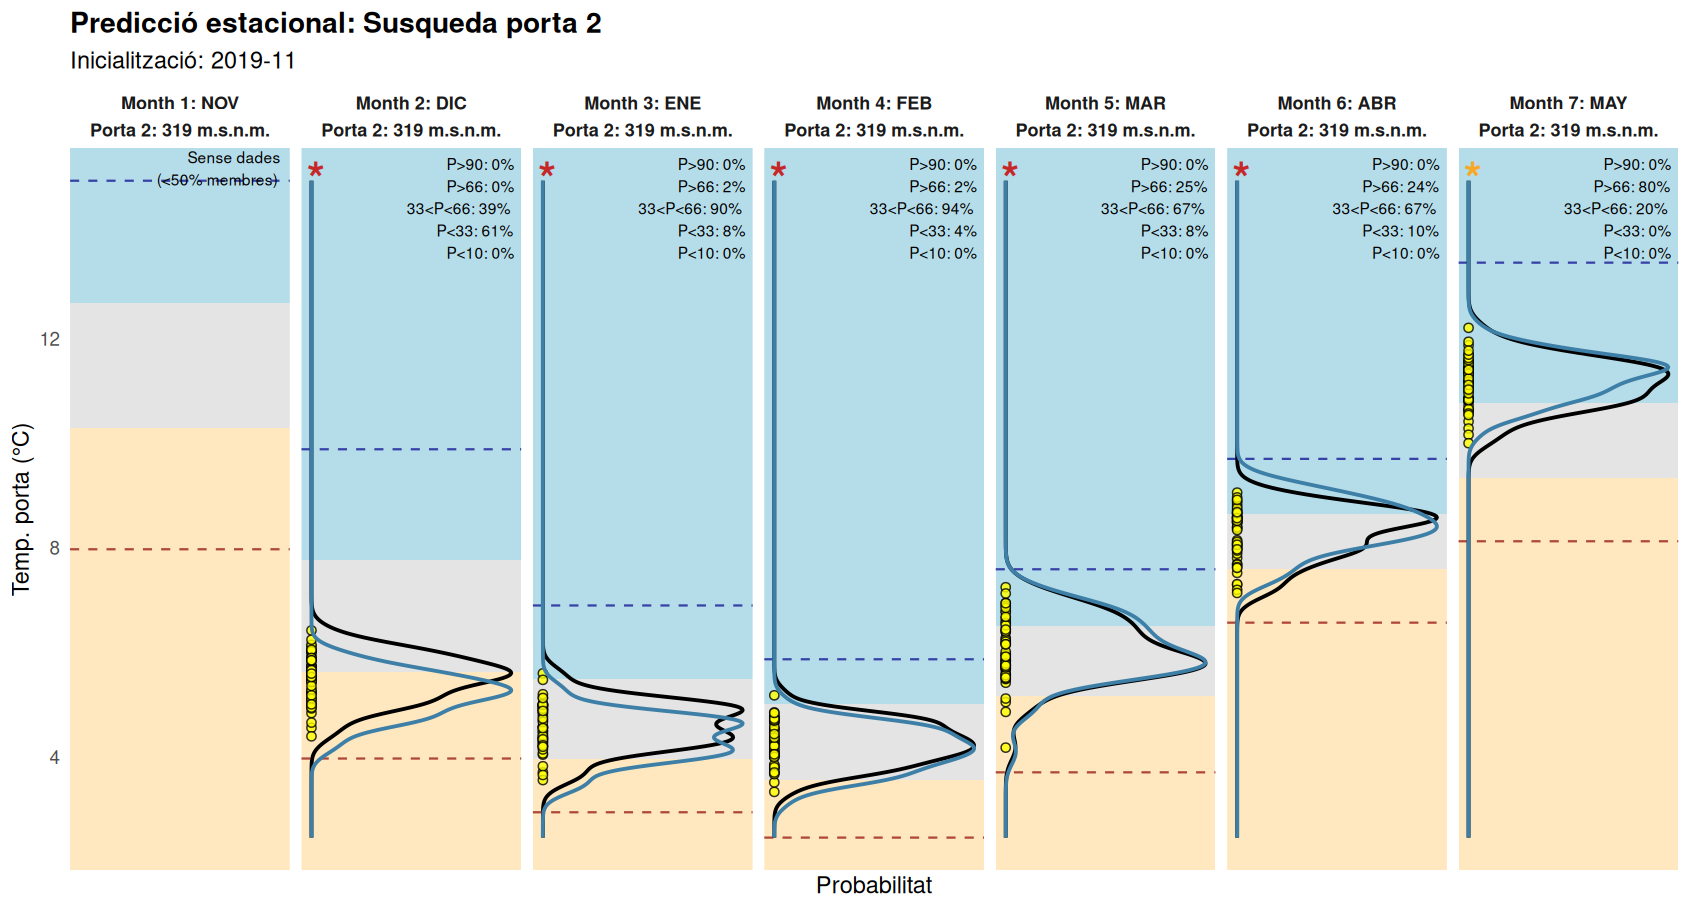 Predicció estacional: Susqueda porta 2
Inicialització: 2019-11
Month 1: NOV
Porta 2: 319 m.s.n.m.
Month 2: DIC
Porta 2: 319 m.s.n.m.
Month 3: ENE
Porta 2: 319 m.s.n.m.
Month 4: FEB
Porta 2: 319 m.s.n.m.
Month 5: MAR
Porta 2: 319 m.s.n.m.
Month 6: ABR
Porta 2: 319 m.s.n.m.
Month 7: MAY
Porta 2: 319 m.s.n.m.
Sense dades
(<50% membres)
*
P>90: 0%
P>66: 0%
33<P<66: 39%
P<33: 61%
P<10: 0%
*
P>90: 0%
P>66: 2%
33<P<66: 90%
P<33: 8%
P<10: 0%
*
P>90: 0%
P>66: 2%
33<P<66: 94%
P<33: 4%
P<10: 0%
*
P>90: 0%
P>66: 25%
33<P<66: 67%
P<33: 8%
P<10: 0%
*
P>90: 0%
P>66: 24%
33<P<66: 67%
P<33: 10%
P<10: 0%
*
P>90: 0%
P>66: 80%
33<P<66: 20%
P<33: 0%
P<10: 0%
12
8
4
Temp. porta (°C)
Probabilitat